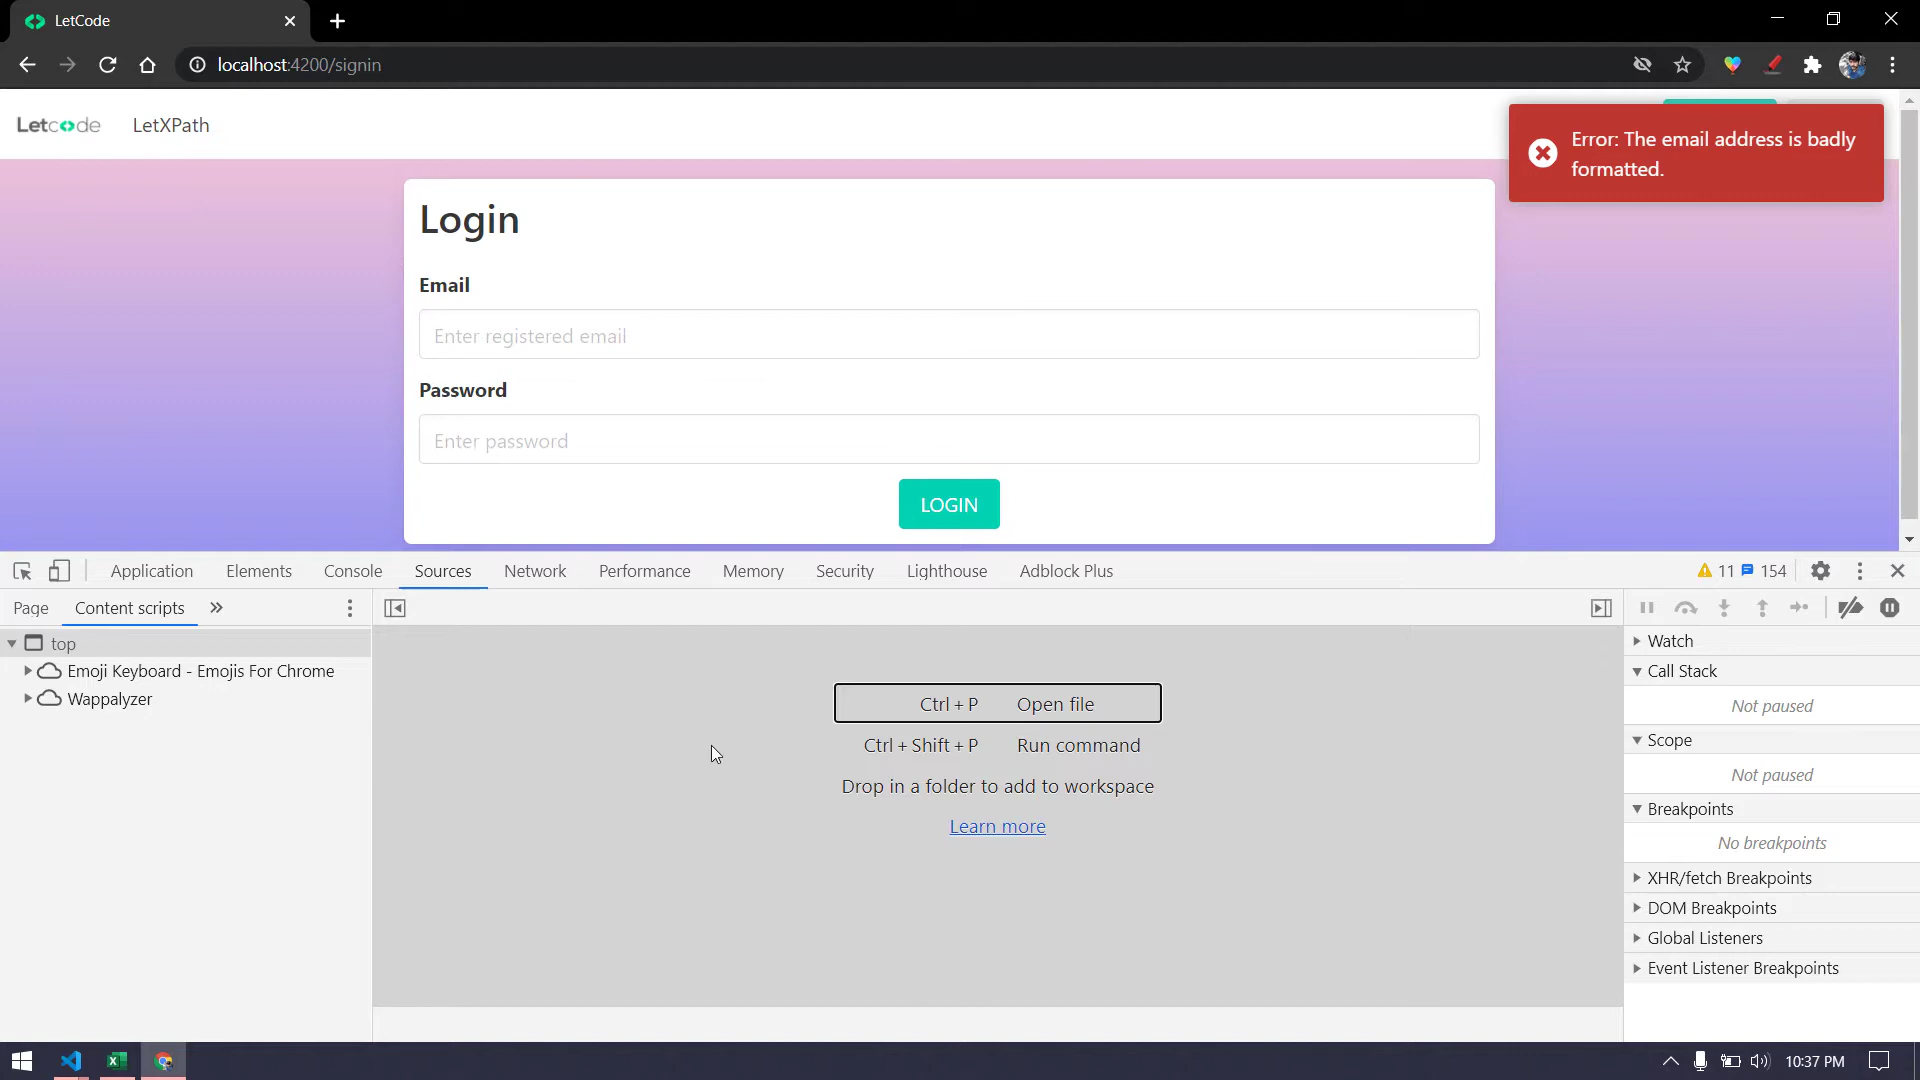 LetCode
localhost:4200/signin
Letcode
LetXPath
Error: The email address is badly
formatted.
Login
Email
Enter registered email
Password
Enter password
LOGIN
Application Elements Console Sources Network Performance Memory Security Lighthouse Adblock Plus
11 154
Page Content scripts
top
Emoji Keyboard - Emojis For Chrome
Wappalyzer
Ctrl + P Open file
Ctrl + Shift + P Run command
Drop in a folder to add to workspace
Learn more
Watch
Call Stack
Not paused
Scope
Not paused
Breakpoints
No breakpoints
XHR/fetch Breakpoints
DOM Breakpoints
Global Listeners
Event Listener Breakpoints
10:37 PM